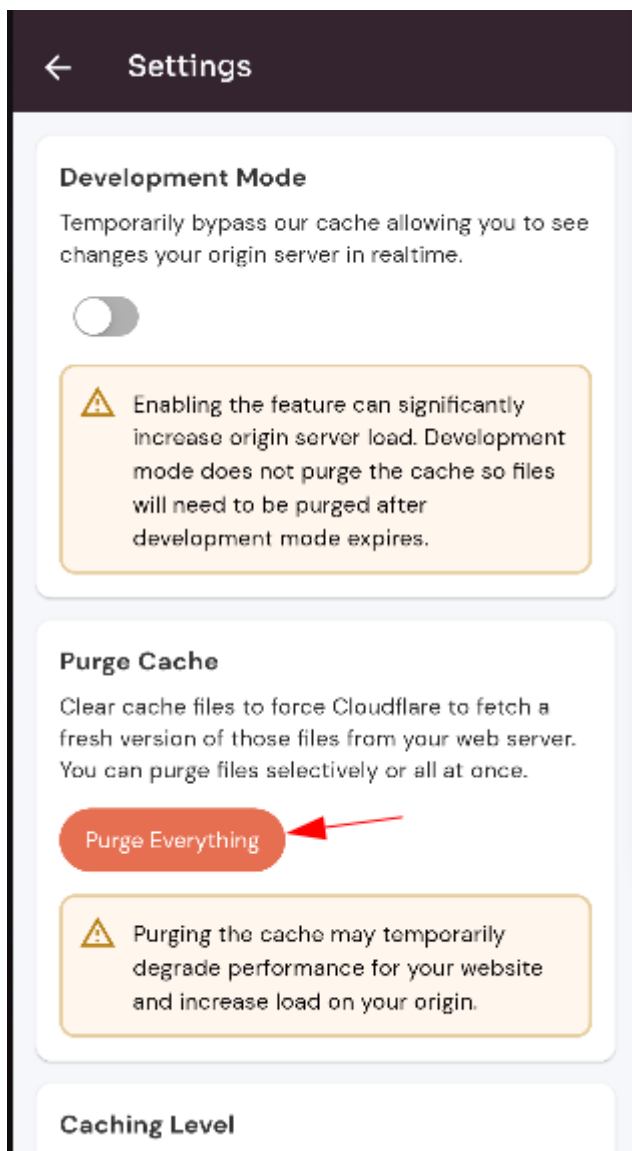 Settings
Development Mode
Temporarily bypass our cache allowing you to see
changes your origin server in realtime.
Enabling the feature can significantly
increase origin server load. Development
mode does not purge the cache so files
will need to be purged after
development mode expires.
Purge Cache
Clear cache files to force Cloudflare to fetch a
fresh version of those files from your web server.
You can purge files selectively or all at once.
Purge Everything
Purging the cache may temporarily
degrade performance for your website
and increase load on your origin.
Caching Level